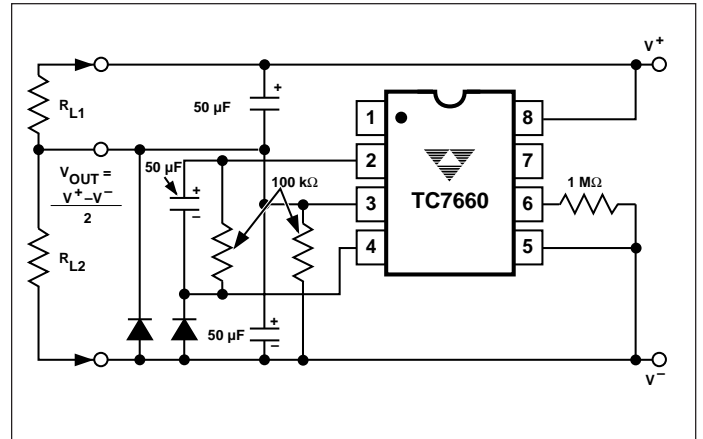 V+
RL1
50 µF
+
1
8
VOUT =
V+–V–
2
50 µF
+
–
2
7
100 kΩ
TC7660
1 MΩ
3
6
4
5
RL2
50 µF
+
–
V–